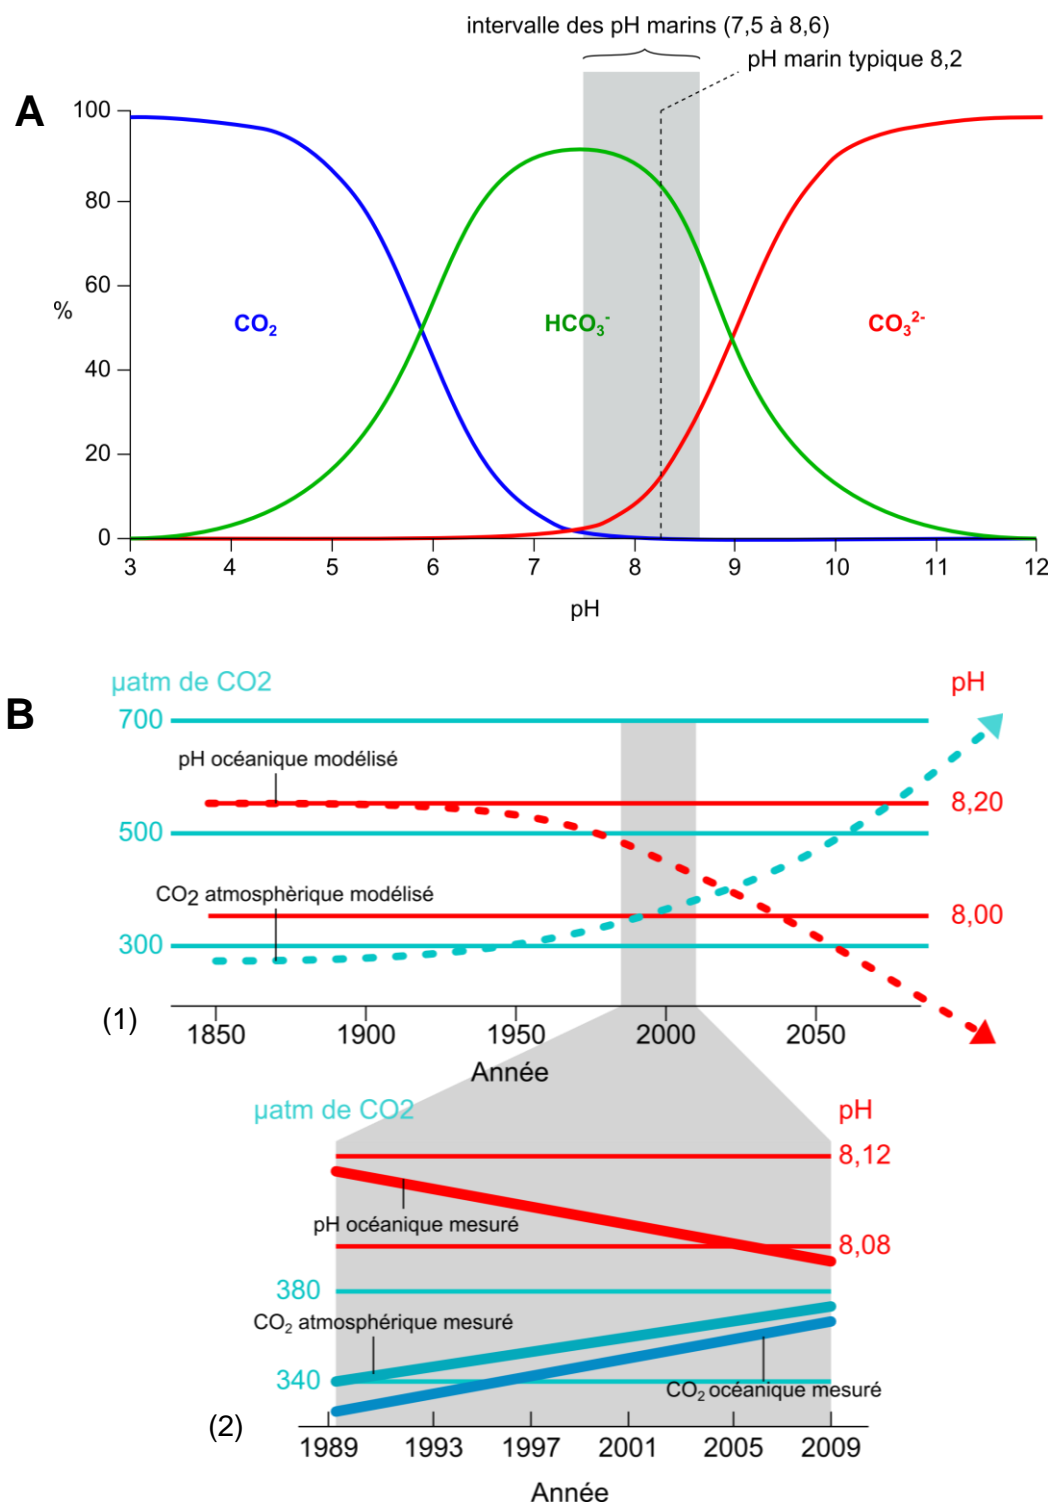 intervalle des pH marins (7,5 à 8,6)
pH marin typique 8,2
A
100
80
60
%
40
20
0
CO₂
HCO₃⁻
CO₃²⁻
3 4 5 6 7 8 9 10 11 12
pH
B
µatm de CO2
pH
700
pH océanique modélisé
8,20
500
CO2 atmosphèrique modélisé
8,00
300
(1)
1850 1900 1950 2000 2050
Année
µatm de CO2
pH
8,12
pH océanique mesuré
8,08
380
CO₂ atmosphérique mesuré
340
CO₂ océanique mesuré
(2)
1989 1993 1997 2001 2005 2009
Année